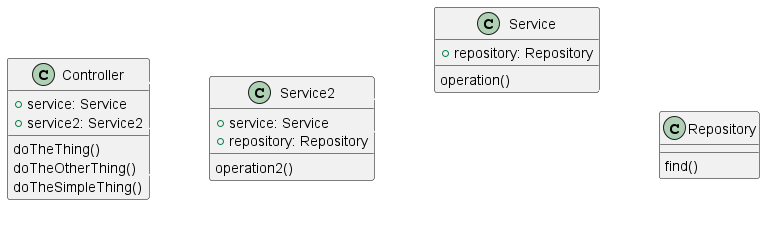 C Controller
+ service: Service
+ service2: Service2
doTheThing()
doTheOtherThing()
doTheSimpleThing()
C Service2
+ service: Service
+ repository: Repository
operation2()
C Service
+ repository: Repository
operation()
C Repository
find()